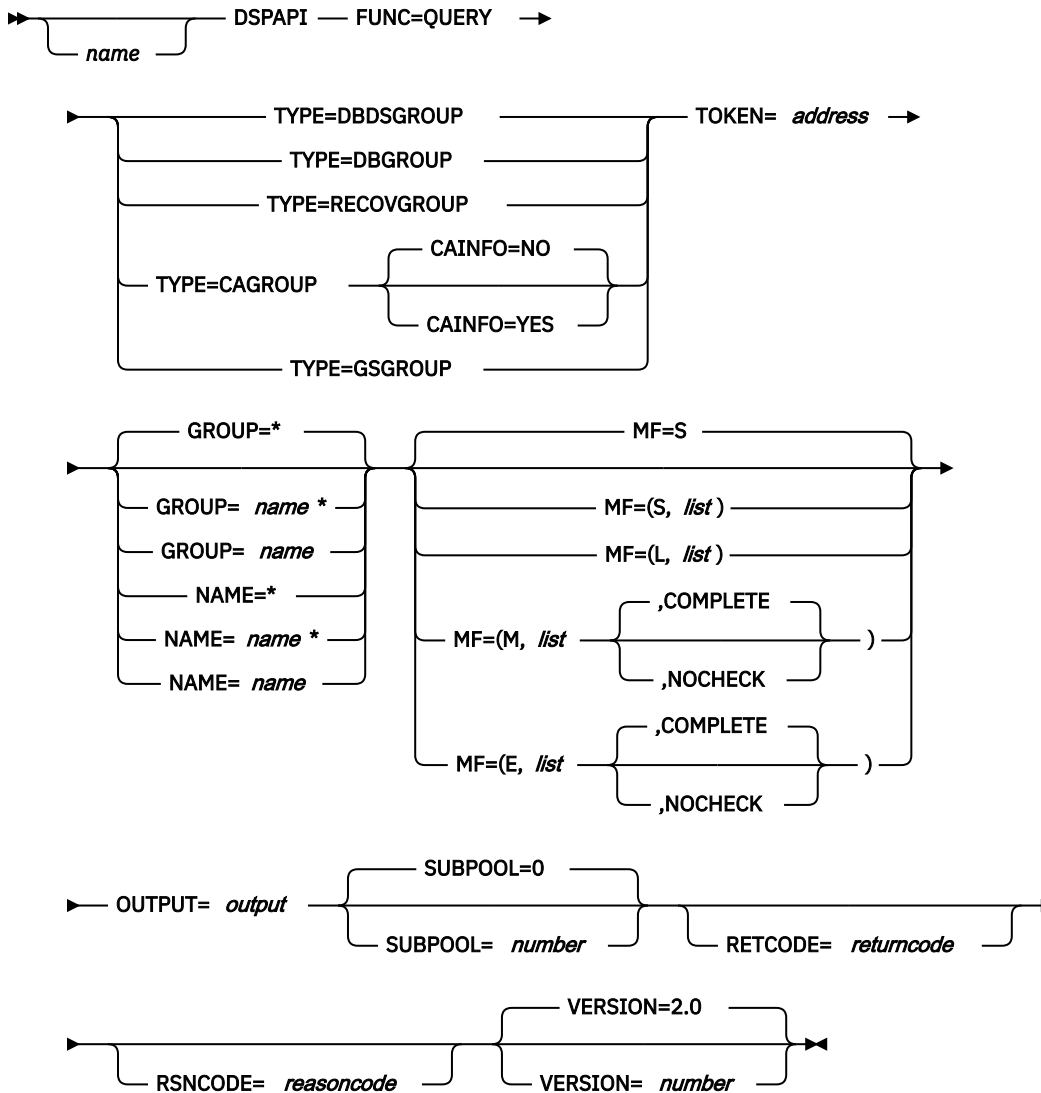 DSPAPI FUNC=QUERY
name
TYPE=DBDSGROUP TOKEN= address
TYPE=DBGROUP
TYPE=RECOVGROUP
CAINFO=NO
TYPE=CAGROUP
CAINFO=YES
TYPE=GSGROUP
GROUP=* MF=S
GROUP= name * MF=(S, list )
GROUP= name MF=(L, list )
NAME=* ,COMPLETE
NAME= name * MF=(M, list )
NAME= name ,NOCHECK
,COMPLETE
MF=(E, list )
,NOCHECK
SUBPOOL=0
OUTPUT= output
SUBPOOL= number RETCODE= returncode
VERSION=2.0
RSNCODE= reasoncode VERSION= number